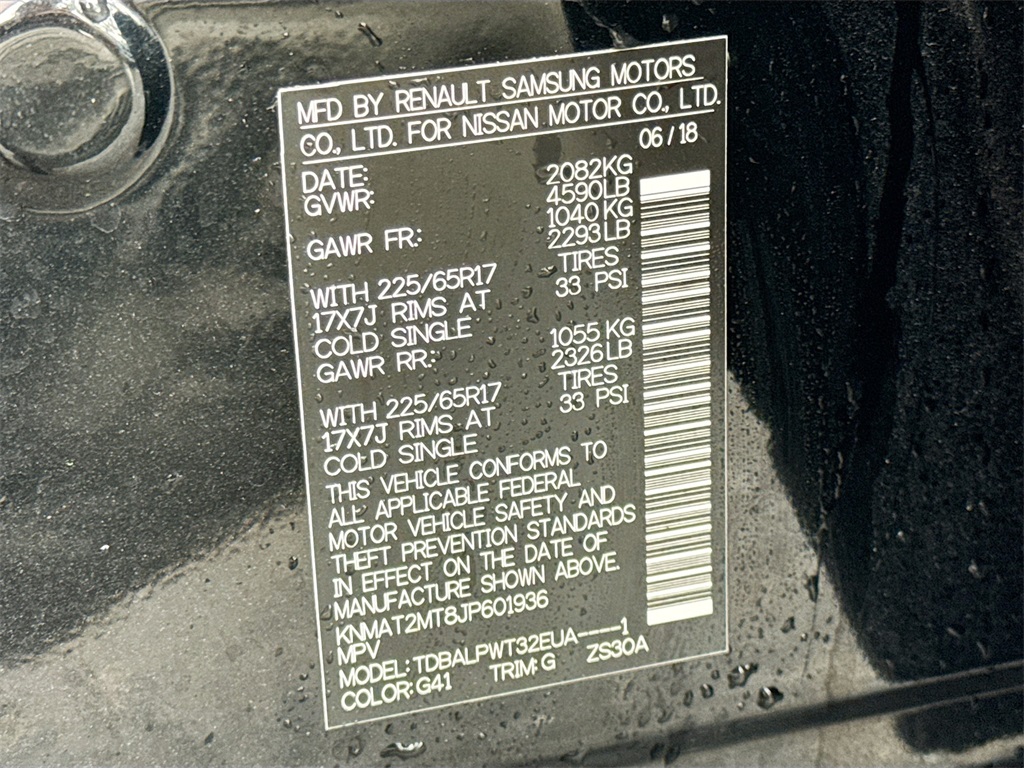 MFD BY RENAULT SAMSUNG MOTORS
CO., LTD. FOR NISSAN MOTOR CO., LTD.
DATE: 06/18
GVWR: 2082KG
4590LB
GAWR FR: 1040 KG
2293LB
WITH 225/65R17 TIRES
17X7J RIMS AT 33 PSI
COLD SINGLE
GAWR RR: 1055 KG
2326LB
WITH 225/65R17 TIRES
17X7J RIMS AT 33 PSI
COLD SINGLE
THIS VEHICLE CONFORMS TO
ALL APPLICABLE FEDERAL
MOTOR VEHICLE SAFETY AND
THEFT PREVENTION STANDARDS
IN EFFECT ON THE DATE OF
MANUFACTURE SHOWN ABOVE.
KNMAT2MT8JP601936
MPV
MODEL: TDBALPWT32EUA----1
COLOR: G41 TRIM: G ZS30A